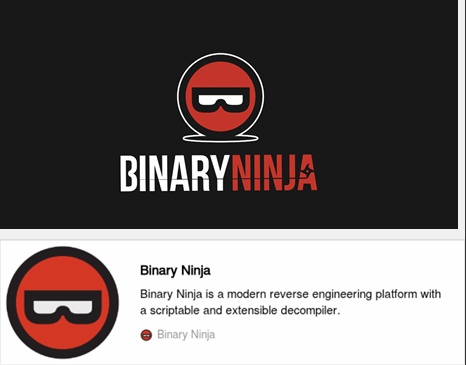 BINARYNINJA
Binary Ninja
Binary Ninja is a modern reverse engineering platform with
a scriptable and extensible decompiler.
Binary Ninja